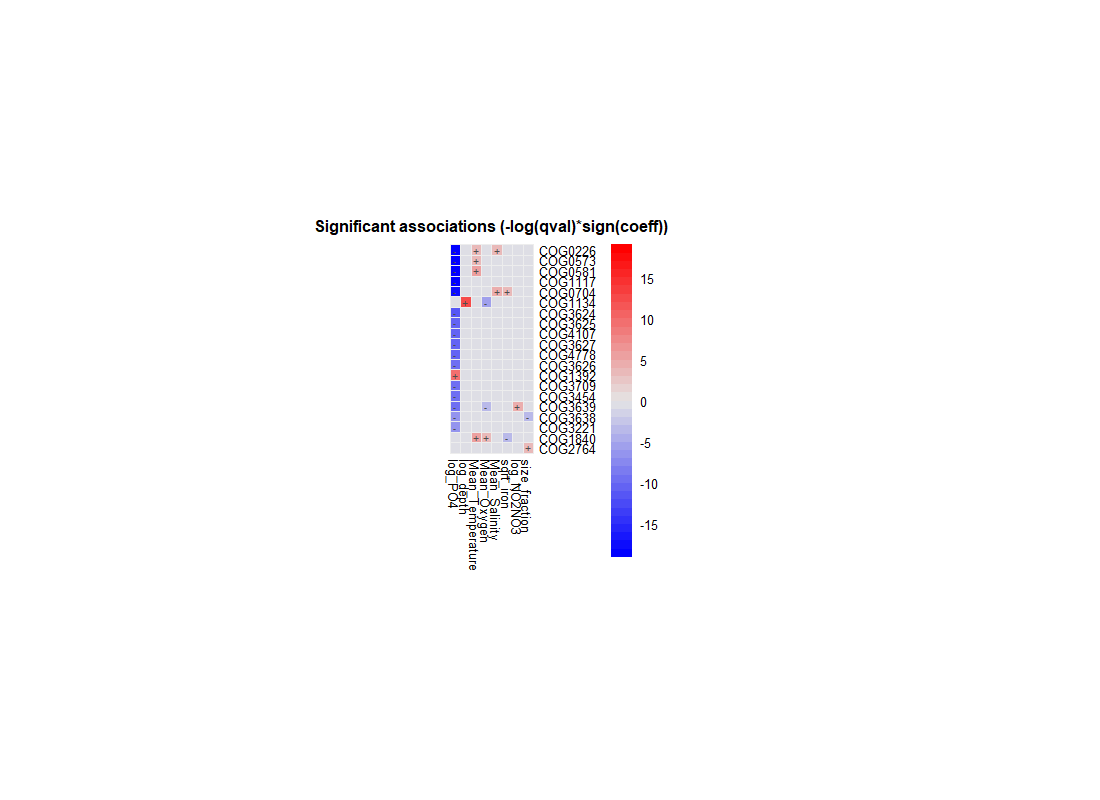 Significant associations (-log(qval)*sign(coeff))
- + + COG0226
- + COG0573
- + COG0581
- COG1117
- + + COG0704
+ - COG1134
- COG3624
- COG3625
- COG4107
- COG3627
- COG4778
- COG3626
+ COG1392
- COG3709
- COG3454
- - + COG3639
- - COG3638
- COG3221
+ + - COG1840
+ COG2764
log_PO4
log_depth
Mean_Temperature
Mean_Oxygen
Mean_Salinity
sqrt_iron
log_NO2NO3
size_fraction
15
10
5
0
-5
-10
-15